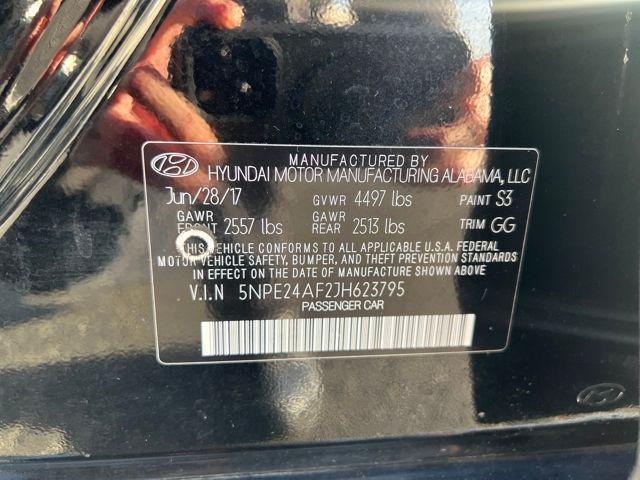 MANUFACTURED BY
HYUNDAI MOTOR MANUFACTURING ALABAMA, LLC
Jun/28/17 GVWR 4497 lbs PAINT S3
GAWR FRONT 2557 lbs GAWR REAR 2513 lbs TRIM GG
THIS VEHICLE CONFORMS TO ALL APPLICABLE U.S.A. FEDERAL
MOTOR VEHICLE SAFETY, BUMPER, AND THEFT PREVENTION STANDARDS
IN EFFECT ON THE DATE OF MANUFACTURE SHOWN ABOVE
V.I.N 5NPE24AF2JH623795
PASSENGER CAR